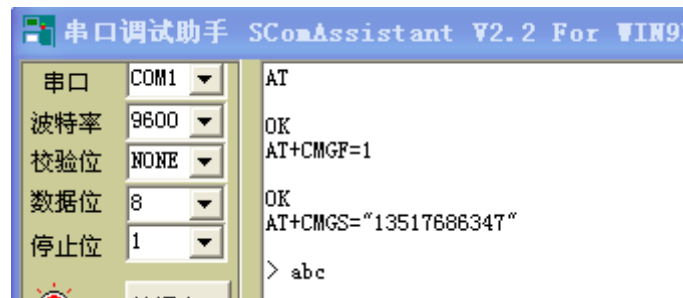 串口调试助手 SComAssistant V2.2 For WIN9
串口 COM1
波特率 9600
校验位 NONE
数据位 8
停止位 1
AT
OK
AT+CMGF=1
OK
AT+CMGS="13517686347"
> abc